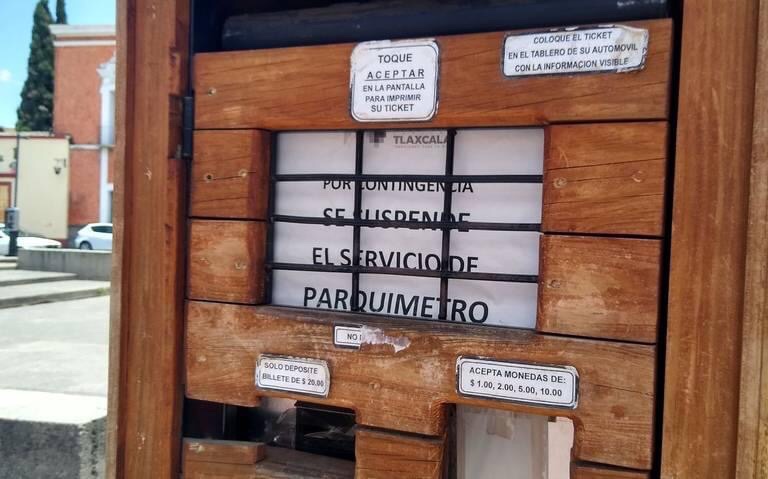 TOQUE
ACEPTAR
EN LA PANTALLA
PARA IMPRIMIR
SU TICKET
COLOQUE EL TICKET
EN EL TABLERO DE SU AUTOMOVIL
CON LA INFORMACION VISIBLE
TLAXCALA
POR CONTINGENCIA
SE SUSPENDE
EL SERVICIO DE
PARQUIMETRO
NO
SOLO DEPOSITE
BILLETE DE $ 20.00
ACEPTA MONEDAS DE:
$ 1.00, 2.00, 5.00, 10.00